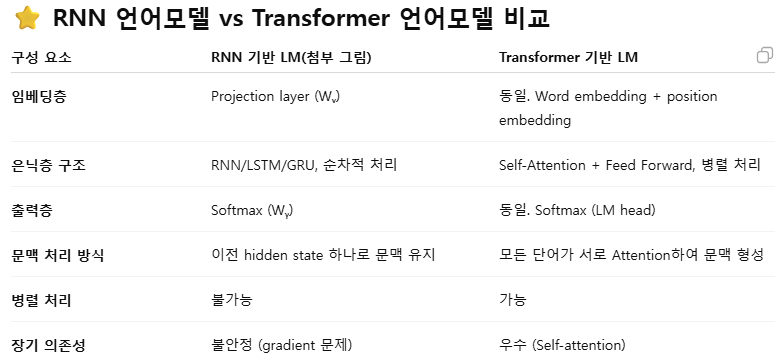 ⭐ RNN 언어모델 vs Transformer 언어모델 비교
구성 요소 RNN 기반 LM(첨부 그림) Transformer 기반 LM
임베딩층 Projection layer (Wᵥ) 동일. Word embedding + position
embedding
은닉층 구조 RNN/LSTM/GRU, 순차적 처리 Self-Attention + Feed Forward, 병렬 처리
출력층 Softmax (Wᵧ) 동일. Softmax (LM head)
문맥 처리 방식 이전 hidden state 하나로 문맥 유지 모든 단어가 서로 Attention하여 문맥 형성
병렬 처리 불가능 가능
장기 의존성 불안정 (gradient 문제) 우수 (Self-attention)